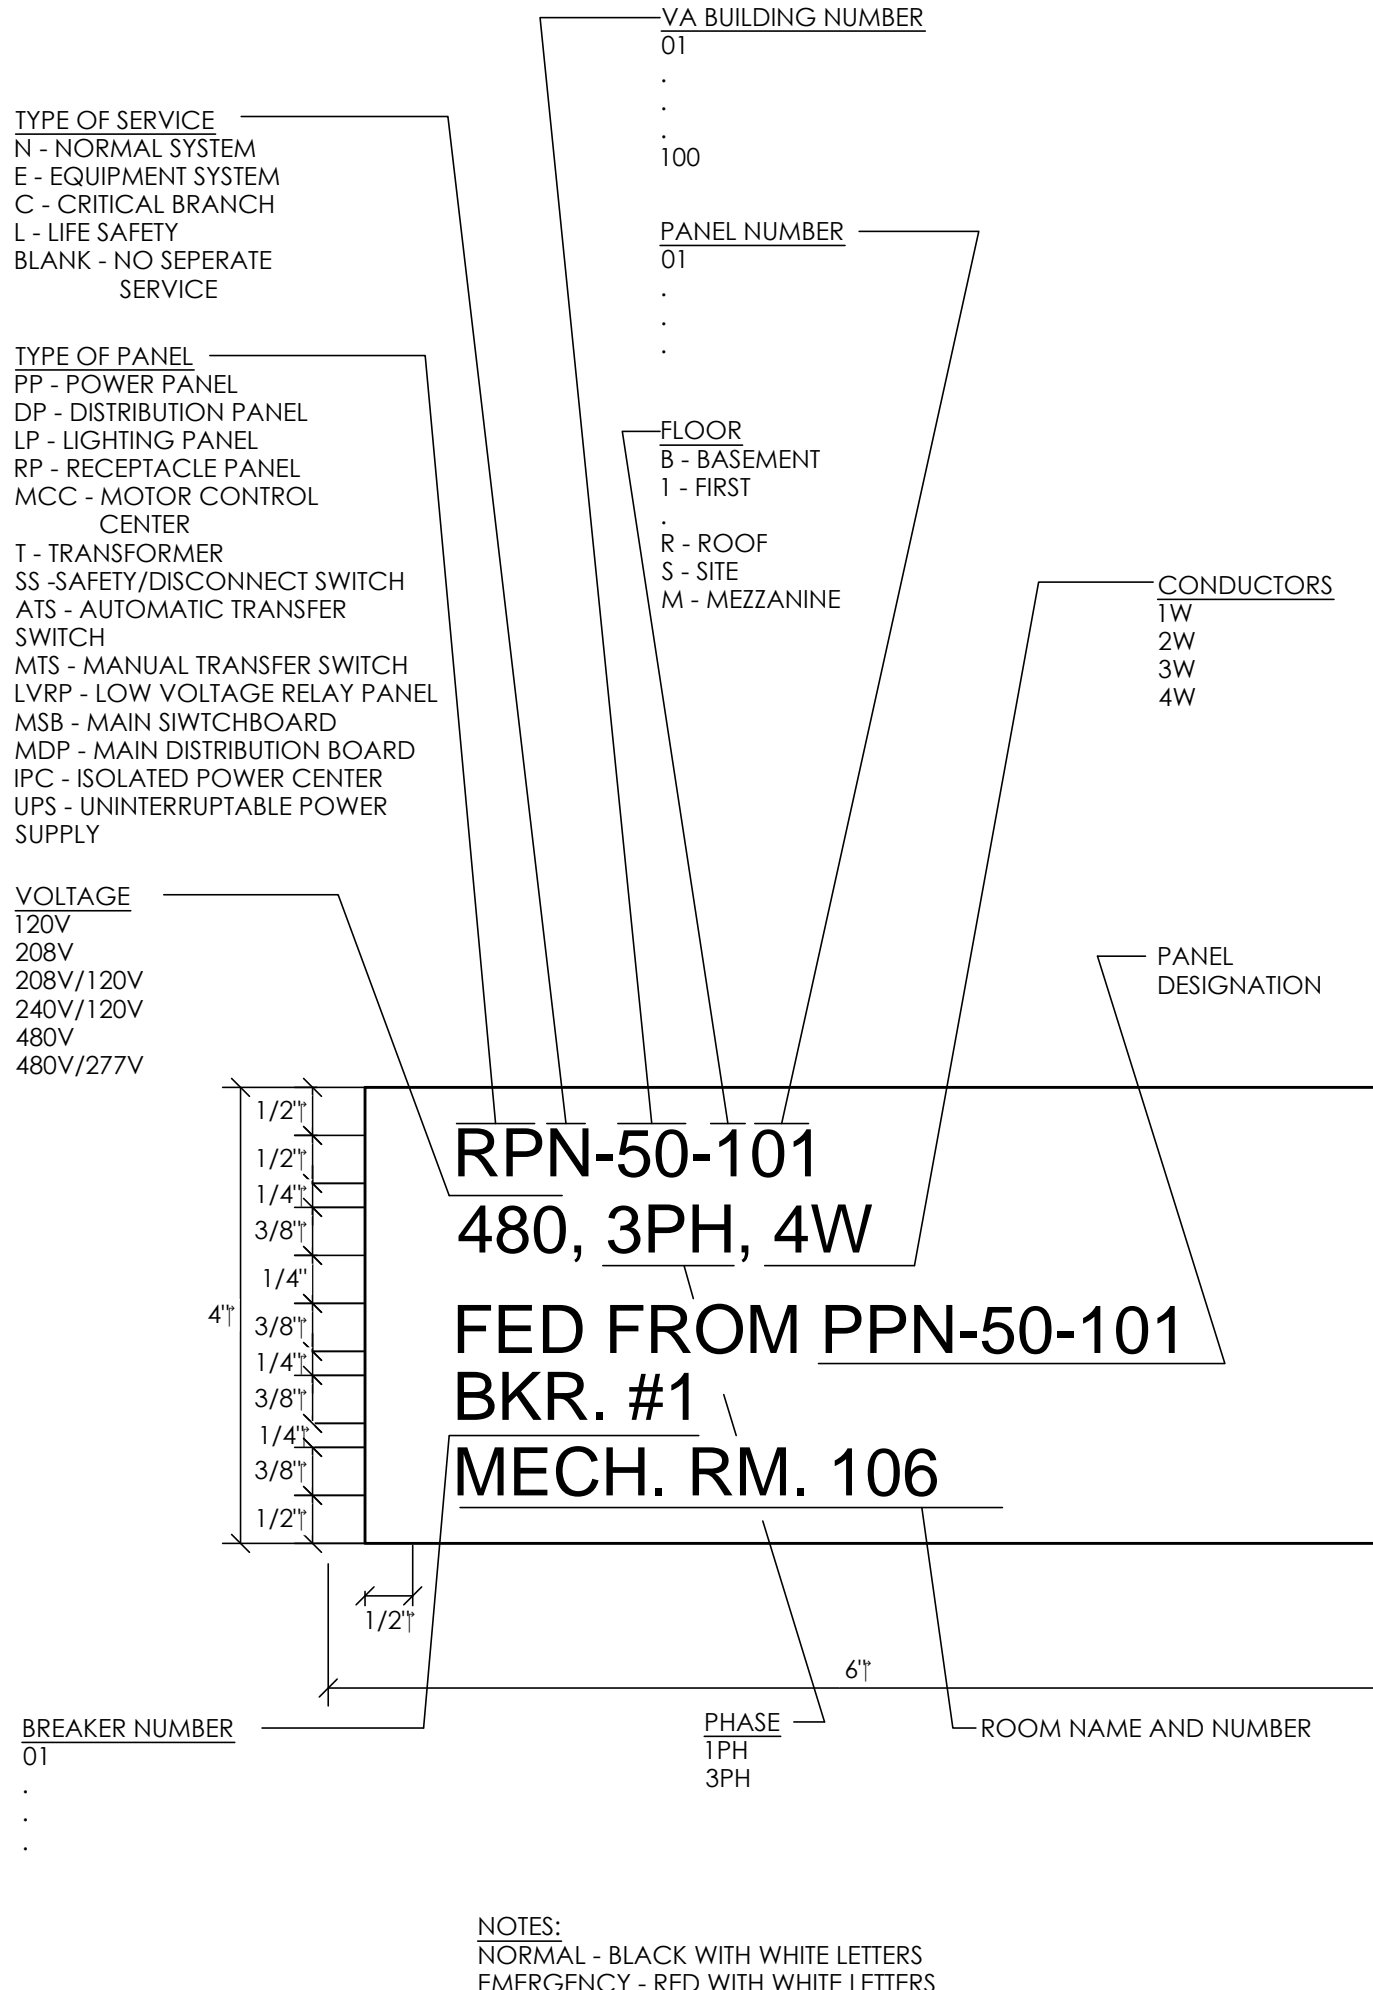 VA BUILDING NUMBER
01
.
.
.
100
TYPE OF SERVICE
N - NORMAL SYSTEM
E - EQUIPMENT SYSTEM
C - CRITICAL BRANCH
L - LIFE SAFETY
BLANK - NO SEPERATE
SERVICE
PANEL NUMBER
01
.
.
.
TYPE OF PANEL
PP - POWER PANEL
DP - DISTRIBUTION PANEL
LP - LIGHTING PANEL
RP - RECEPTACLE PANEL
MCC - MOTOR CONTROL
CENTER
T - TRANSFORMER
SS -SAFETY/DISCONNECT SWITCH
ATS - AUTOMATIC TRANSFER
SWITCH
MTS - MANUAL TRANSFER SWITCH
LVRP - LOW VOLTAGE RELAY PANEL
MSB - MAIN SIWTCHBOARD
MDP - MAIN DISTRIBUTION BOARD
IPC - ISOLATED POWER CENTER
UPS - UNINTERRUPTABLE POWER
SUPPLY
FLOOR
B - BASEMENT
1 - FIRST
.
R - ROOF
S - SITE
M - MEZZANINE
CONDUCTORS
1W
2W
3W
4W
VOLTAGE
120V
208V
208V/120V
240V/120V
480V
480V/277V
PANEL
DESIGNATION
1/2"
1/2"
1/4"
3/8"
1/4"
3/8"
1/4"
3/8"
1/4"
3/8"
1/2"
4"
RPN-50-101
480, 3PH, 4W
FED FROM PPN-50-101
BKR. #1
MECH. RM. 106
1/2"
6"
BREAKER NUMBER
01
.
.
.
PHASE
1PH
3PH
ROOM NAME AND NUMBER
NOTES:
NORMAL - BLACK WITH WHITE LETTERS
EMERGENCY - RED WITH WHITE LETTERS